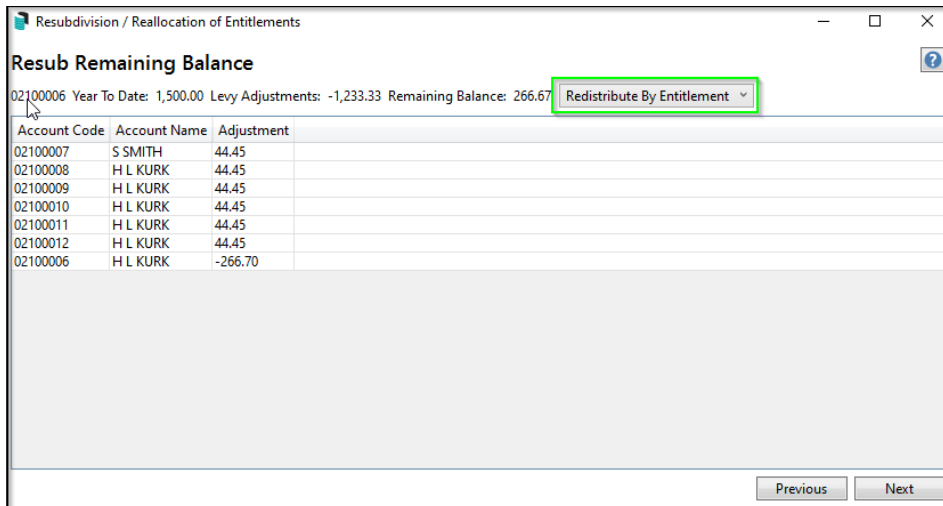 Resubdivision / Reallocation of Entitlements
Resub Remaining Balance
?
02100006 Year To Date: 1,500.00 Levy Adjustments: -1,233.33 Remaining Balance: 266.67 Redistribute By Entitlement
Account Code Account Name Adjustment
02100007 S SMITH 44.45
02100008 H L KURK 44.45
02100009 H L KURK 44.45
02100010 H L KURK 44.45
02100011 H L KURK 44.45
02100012 H L KURK 44.45
02100006 H L KURK -266.70
Previous Next